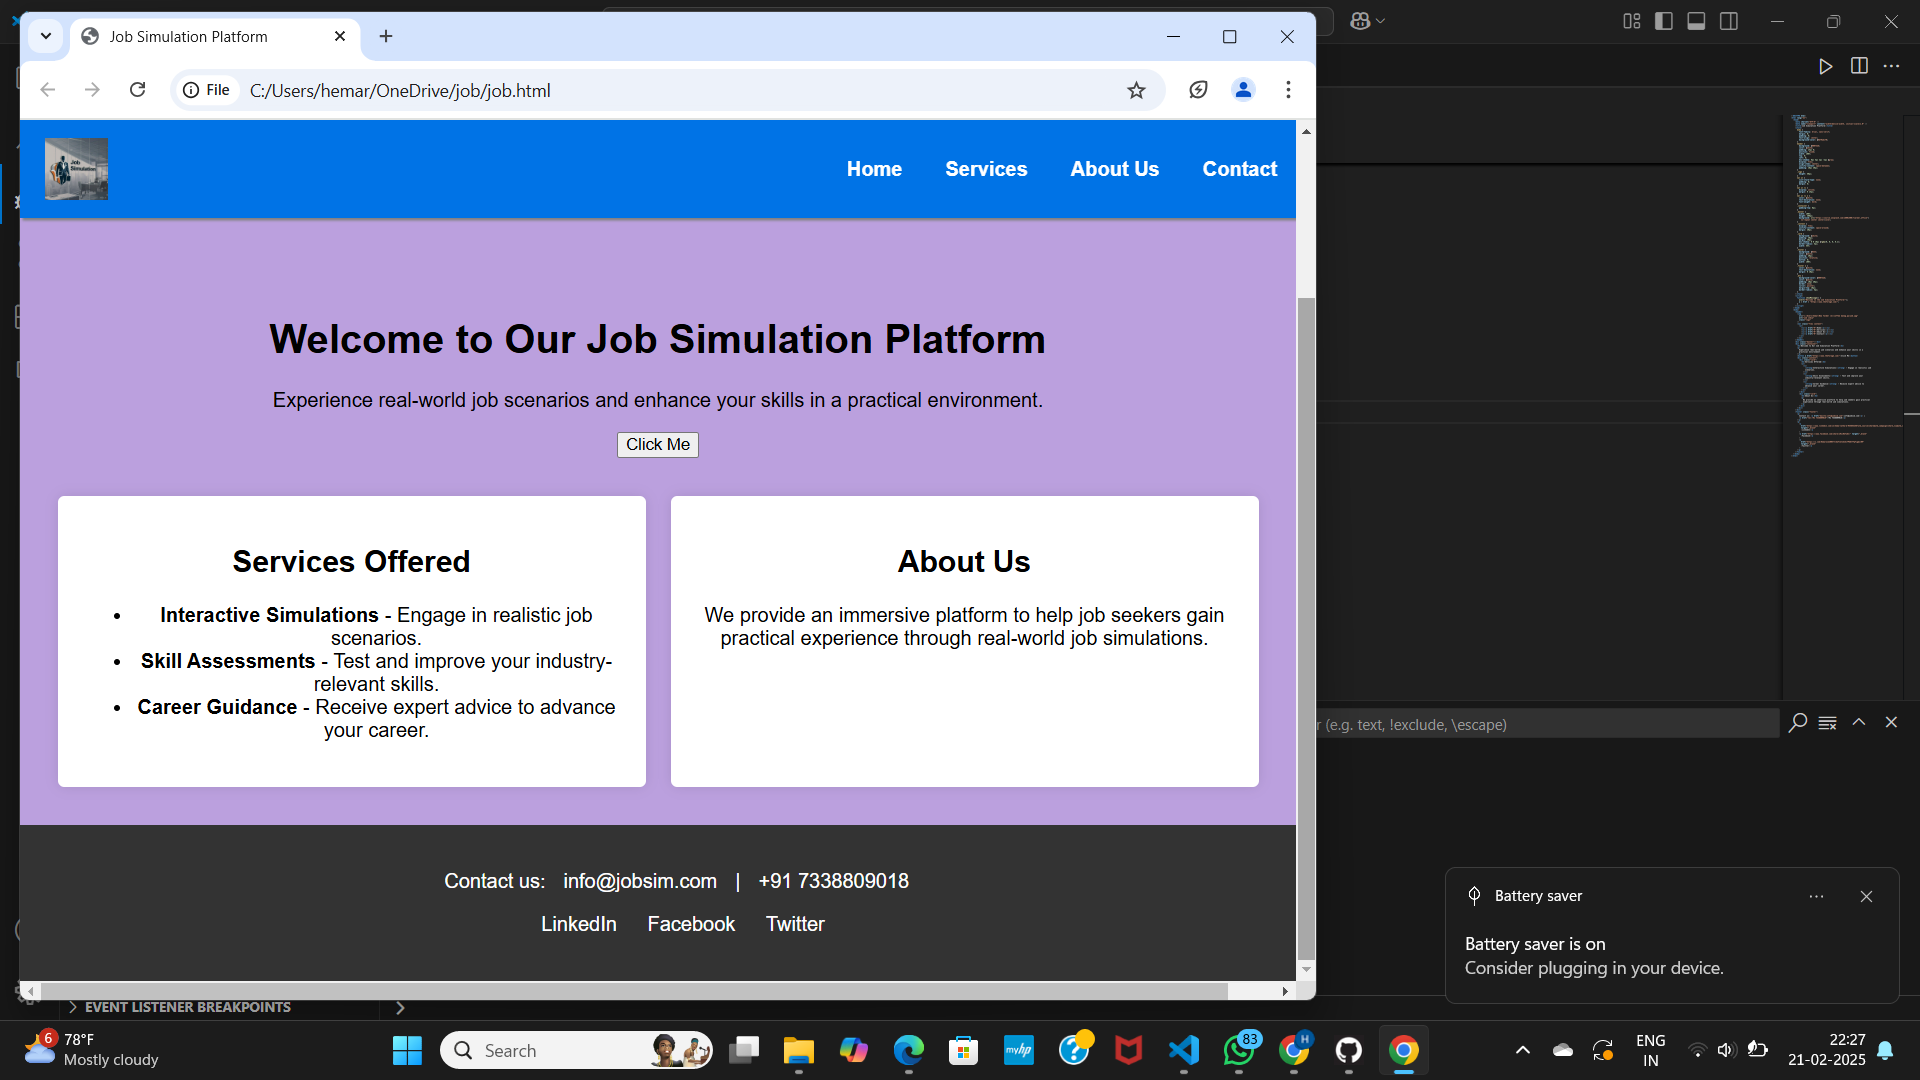 Job Simulation Platform
File
C:/Users/hemar/OneDrive/job/job.html
Job
Simulation
Home
Services
About Us
Contact
Welcome to Our Job Simulation Platform
Experience real-world job scenarios and enhance your skills in a practical environment.
Click Me
Services Offered
• Interactive Simulations - Engage in realistic job
scenarios.
• Skill Assessments - Test and improve your industry-
relevant skills.
• Career Guidance - Receive expert advice to advance
your career.
About Us
We provide an immersive platform to help job seekers gain
practical experience through real-world job simulations.
Contact us: info@jobsim.com | +91 7338809018
LinkedIn Facebook Twitter
r (e.g. text, !exclude, \escape)
Battery saver
Battery saver is on
Consider plugging in your device.
EVENT LISTENER BREAKPOINTS
6
78°F
Mostly cloudy
Search
myhp
83
H
ENG
IN
22:27
21-02-2025